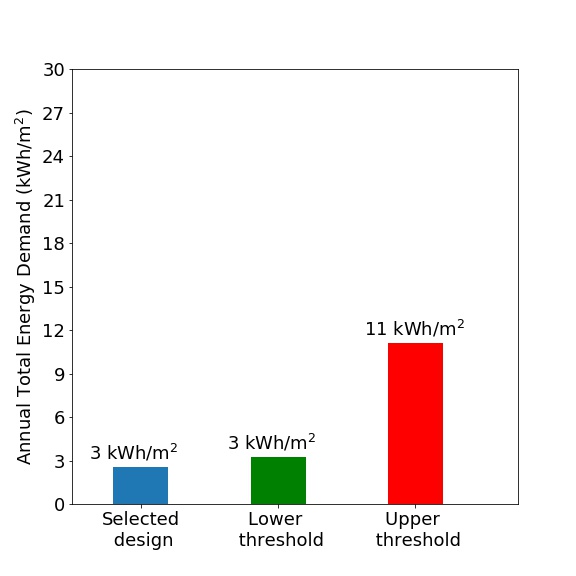 Annual Total Energy Demand (kWh/m²)
30
27
24
21
18
15
12
9
6
3
0
3 kWh/m²
3 kWh/m²
11 kWh/m²
Selected
design
Lower
threshold
Upper
threshold